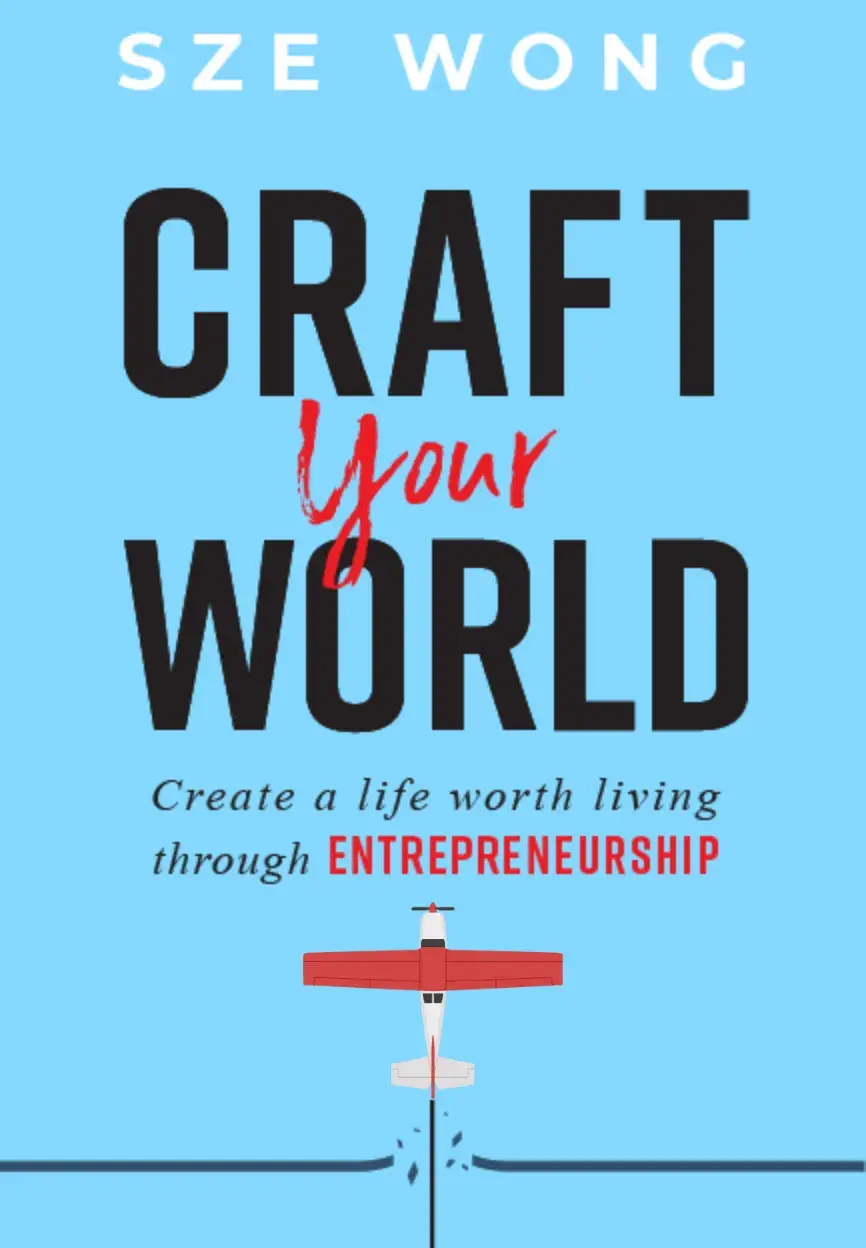 SZE WONG
CRAFT
Your
WORLD
Create a life worth living
through ENTREPRENEURSHIP